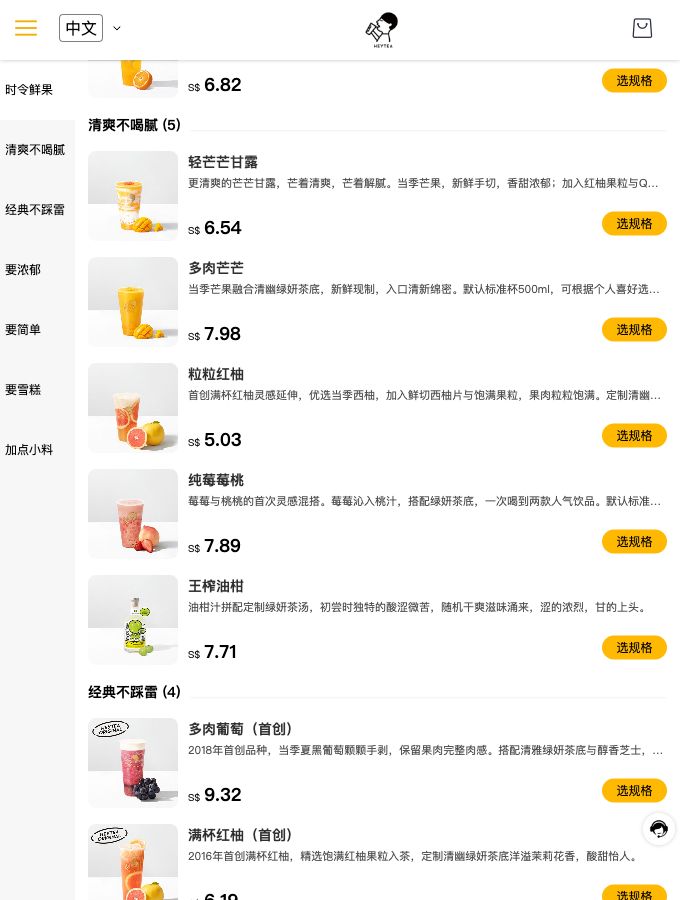 中文
HEYTEA
时令鲜果
清爽不喝腻
经典不踩雷
要浓郁
要简单
要雪糕
加点小料
S$ 6.82
选规格
清爽不喝腻 (5)
轻芒芒甘露
更清爽的芒芒甘露，芒着清爽，芒着解腻。当季芒果，新鲜手切，香甜浓郁；加入红柚果粒与Q...
S$ 6.54
选规格
多肉芒芒
当季芒果融合清幽绿妍茶底，新鲜现制，入口清新绵密。默认标准杯500ml，可根据个人喜好选...
S$ 7.98
选规格
粒粒红柚
首创满杯红柚灵感延伸，优选当季西柚，加入鲜切西柚片与饱满果粒，果肉粒粒饱满。定制清幽...
S$ 5.03
选规格
纯莓莓桃
莓莓与桃桃的首次灵感混搭。莓莓沁入桃汁，搭配绿妍茶底，一次喝到两款人气饮品。默认标准...
S$ 7.89
选规格
王榨油柑
油柑汁拼配定制绿妍茶汤，初尝时独特的酸涩微苦，随机干爽滋味涌来，涩的浓烈，甘的上头。
S$ 7.71
选规格
经典不踩雷 (4)
HEYTEA
ORIGINAL
多肉葡萄（首创）
2018年首创品种，当季夏黑葡萄颗颗手剥，保留果肉完整肉感。搭配清雅绿妍茶底与醇香芝士，...
S$ 9.32
选规格
HEYTEA
ORIGINAL
满杯红柚（首创）
2016年首创满杯红柚，精选饱满红柚果粒入茶，定制清幽绿妍茶底洋溢茉莉花香，酸甜怡人。
S$ 6.19
选规格